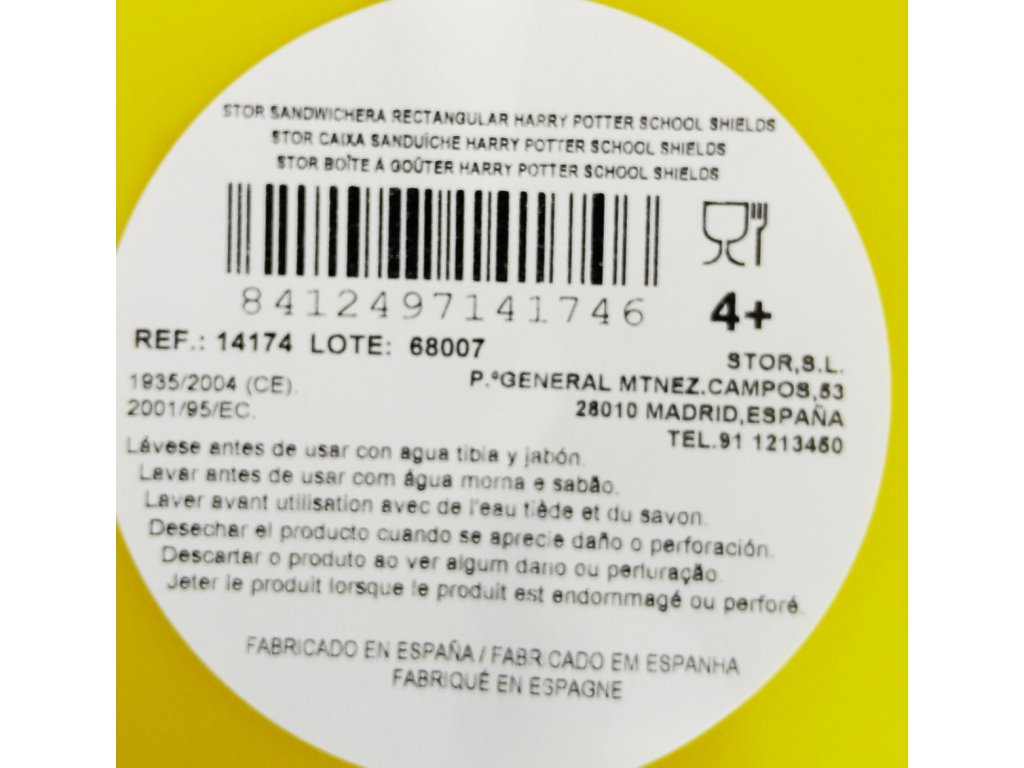 STOR SANDWICHERA RECTANGULAR HARRY POTTER SCHOOL SHIELDS
STOR CAIXA SANDUÍCHE HARRY POTTER SCHOOL SHIELDS
STOR BOÎTE À GOÛTER HARRY POTTER SCHOOL SHIELDS
8412497141746
4+
REF.: 14174 LOTE: 68007
STOR,S.L.
P.ºGENERAL MTNEZ.CAMPOS,53
28010 MADRID,ESPAÑA
TEL.91 1213450
1935/2004 (CE).
2001/95/EC.
Lávese antes de usar con agua tibia y jabón.
Lavar antes de usar com água morna e sabão.
Laver avant utilisation avec de l'eau tiède et du savon.
Desechar el producto cuando se aprecie daño o perforación.
Descartar o produto ao ver algum dano ou perfuração.
Jeter le produit lorsque le produit est endommagé ou perforé.
FABRICADO EN ESPAÑA / FABRICADO EM ESPANHA
FABRIQUÉ EN ESPAGNE